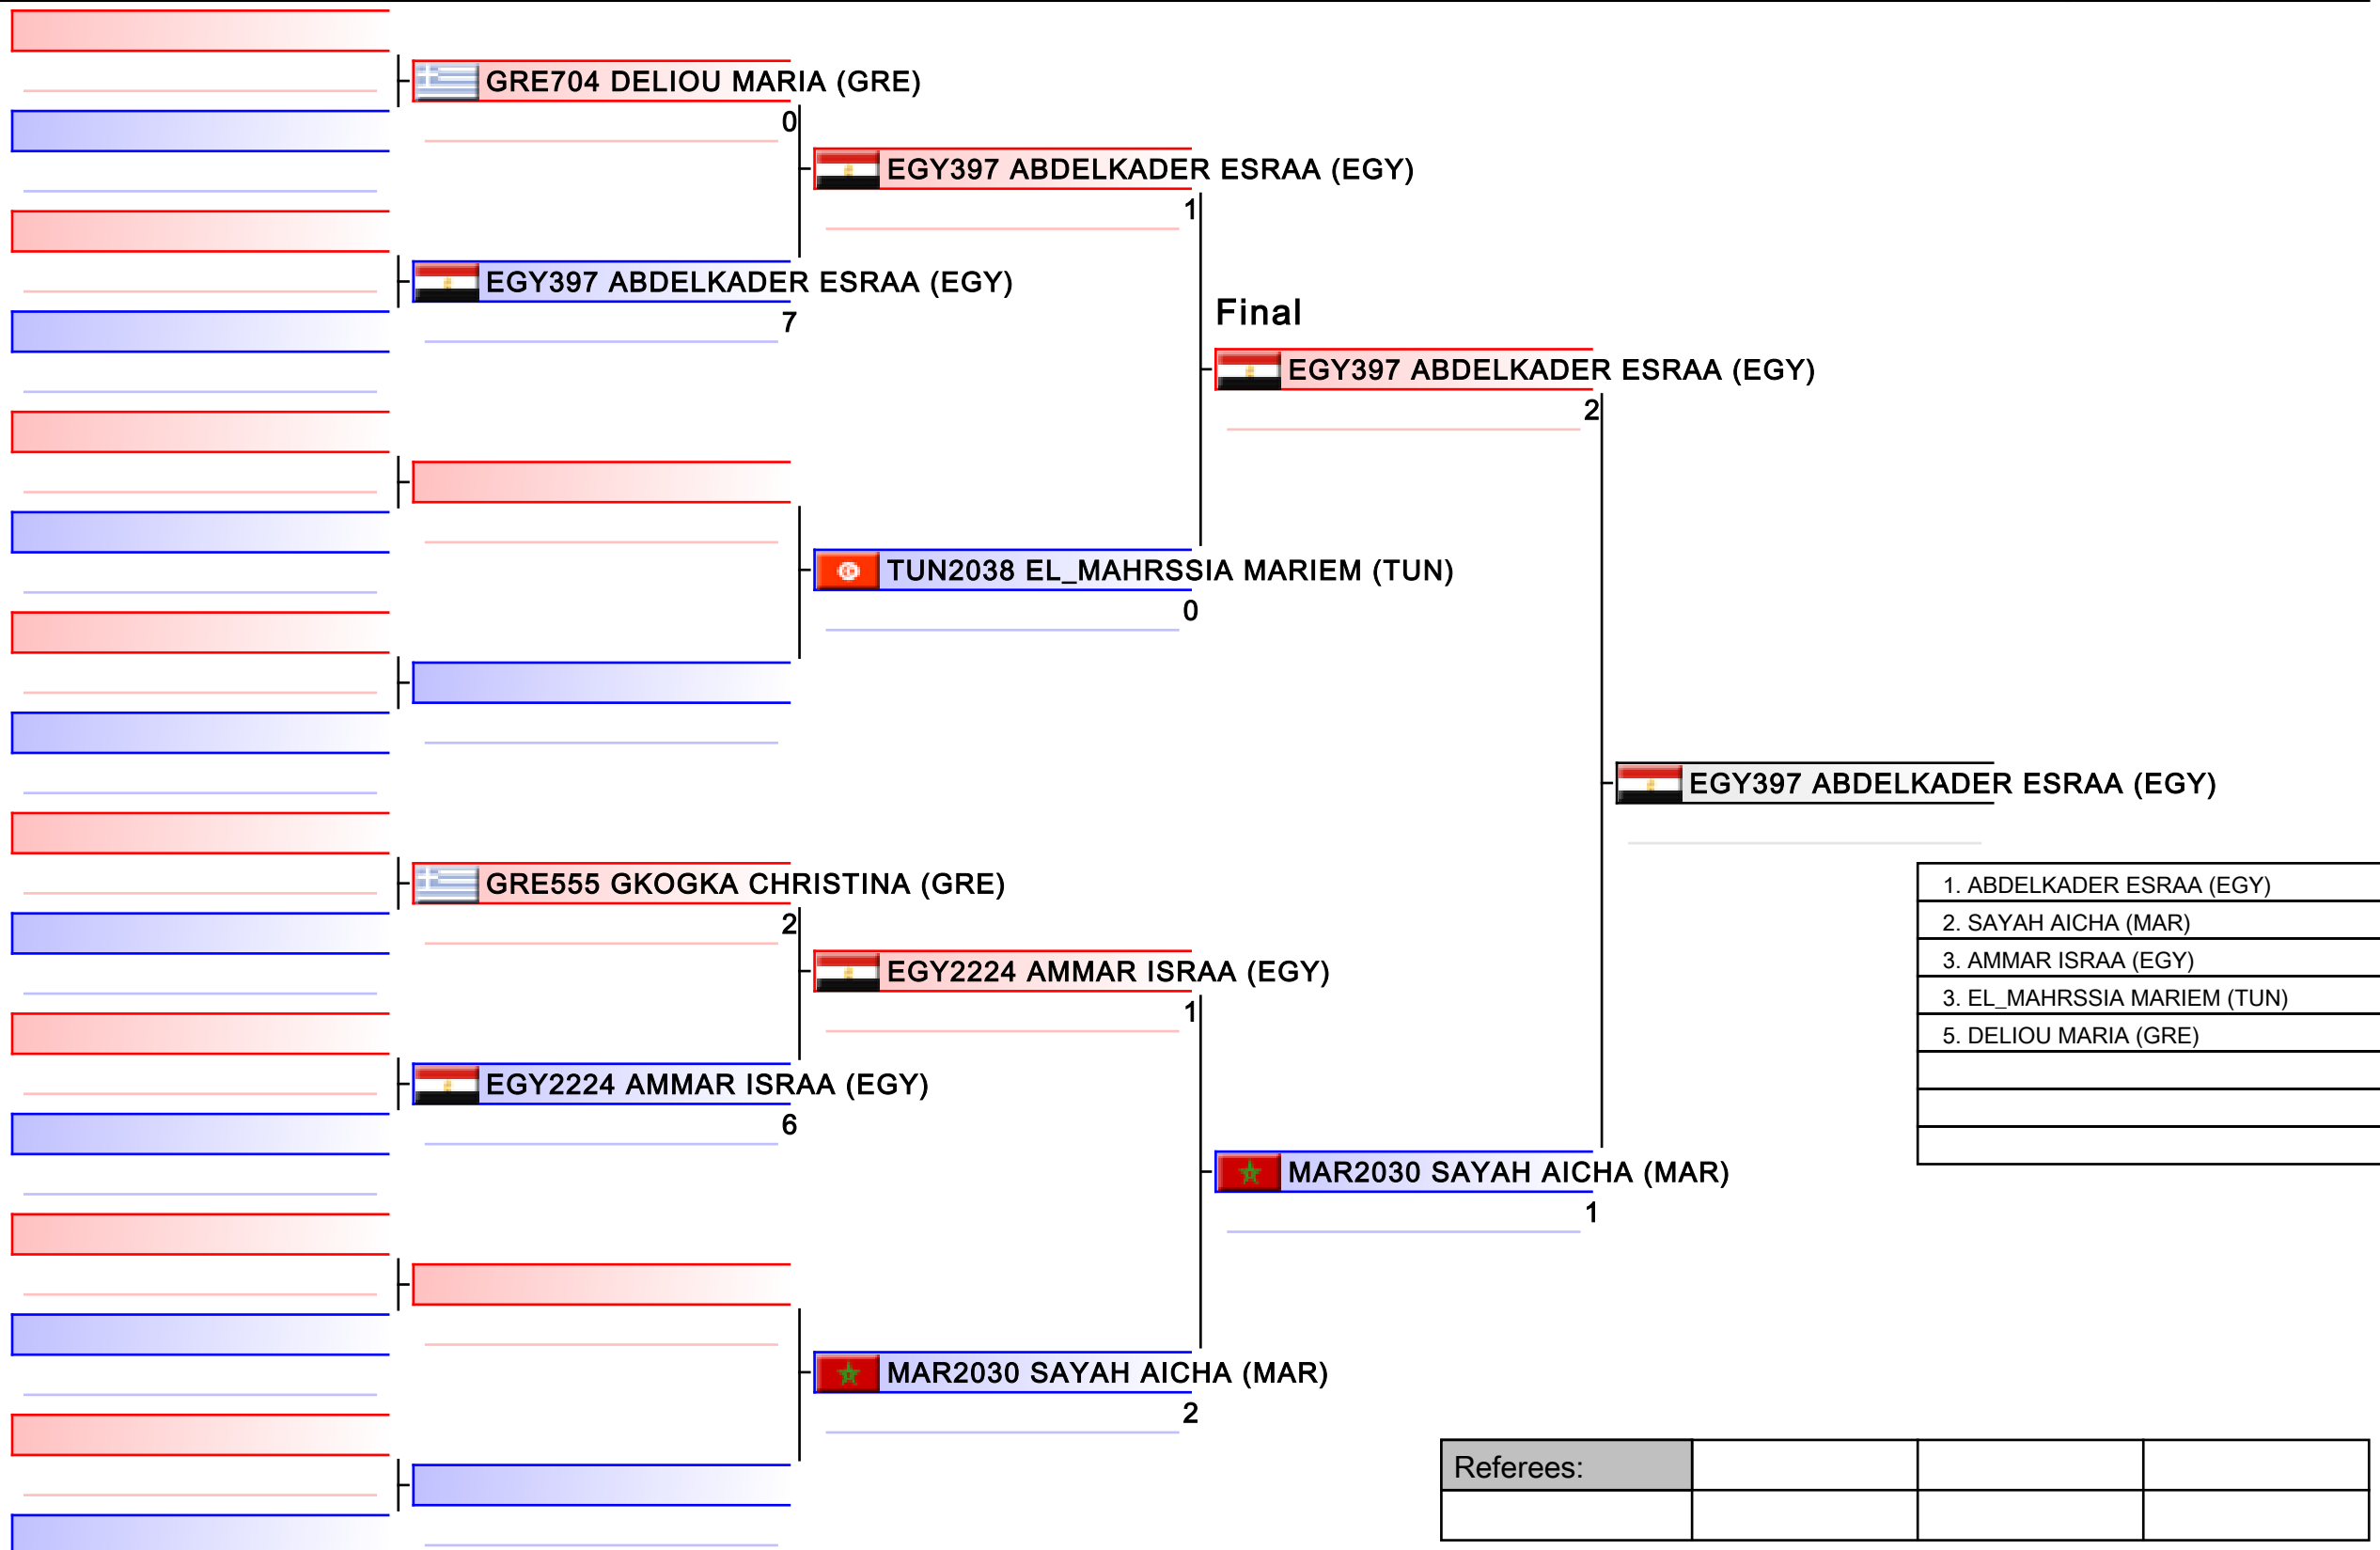 GRE704 DELIOU MARIA (GRE)
0
EGY397 ABDELKADER ESRAA (EGY)
1
EGY397 ABDELKADER ESRAA (EGY)
7
Final
EGY397 ABDELKADER ESRAA (EGY)
2
TUN2038 EL_MAHRSSIA MARIEM (TUN)
0
EGY397 ABDELKADER ESRAA (EGY)
GRE555 GKOGKA CHRISTINA (GRE)
2
1. ABDELKADER ESRAA (EGY)
2. SAYAH AICHA (MAR)
3. AMMAR ISRAA (EGY)
3. EL_MAHRSSIA MARIEM (TUN)
5. DELIOU MARIA (GRE)
EGY2224 AMMAR ISRAA (EGY)
1
EGY2224 AMMAR ISRAA (EGY)
6
MAR2030 SAYAH AICHA (MAR)
1
MAR2030 SAYAH AICHA (MAR)
2
Referees: